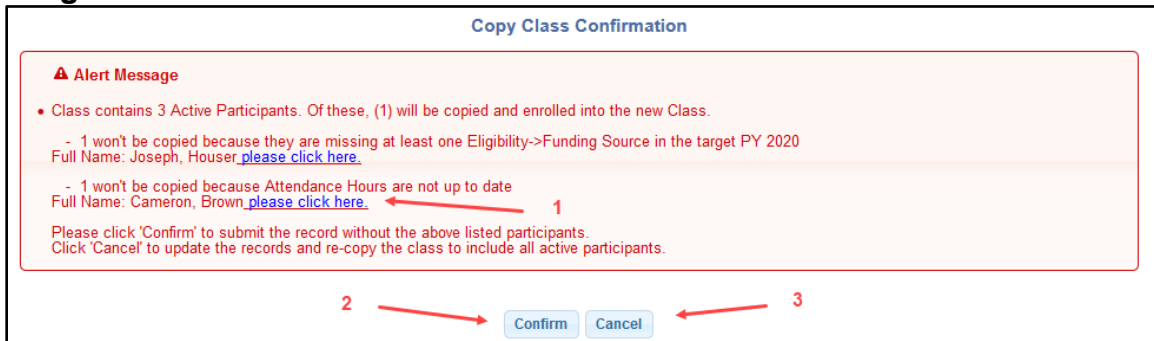 Copy Class Confirmation
Alert Message
• Class contains 3 Active Participants. Of these, (1) will be copied and enrolled into the new Class.
- 1 won't be copied because they are missing at least one Eligibility->Funding Source in the target PY 2020
Full Name: Joseph, Houser please click here.
- 1 won't be copied because Attendance Hours are not up to date
Full Name: Cameron, Brown please click here.
1
Please click 'Confirm' to submit the record without the above listed participants.
Click 'Cancel' to update the records and re-copy the class to include all active participants.
2
3
Confirm Cancel